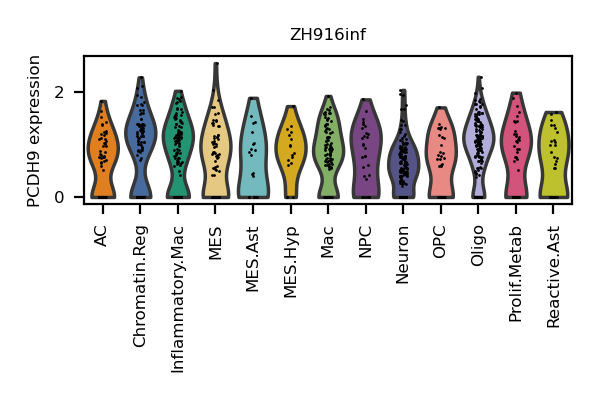 ZH916inf
PCDH9 expression
2
0
AC
Chromatin.Reg
Inflammatory.Mac
MES
MES.Ast
MES.Hyp
Mac
NPC
Neuron
OPC
Oligo
Prolif.Metab
Reactive.Ast